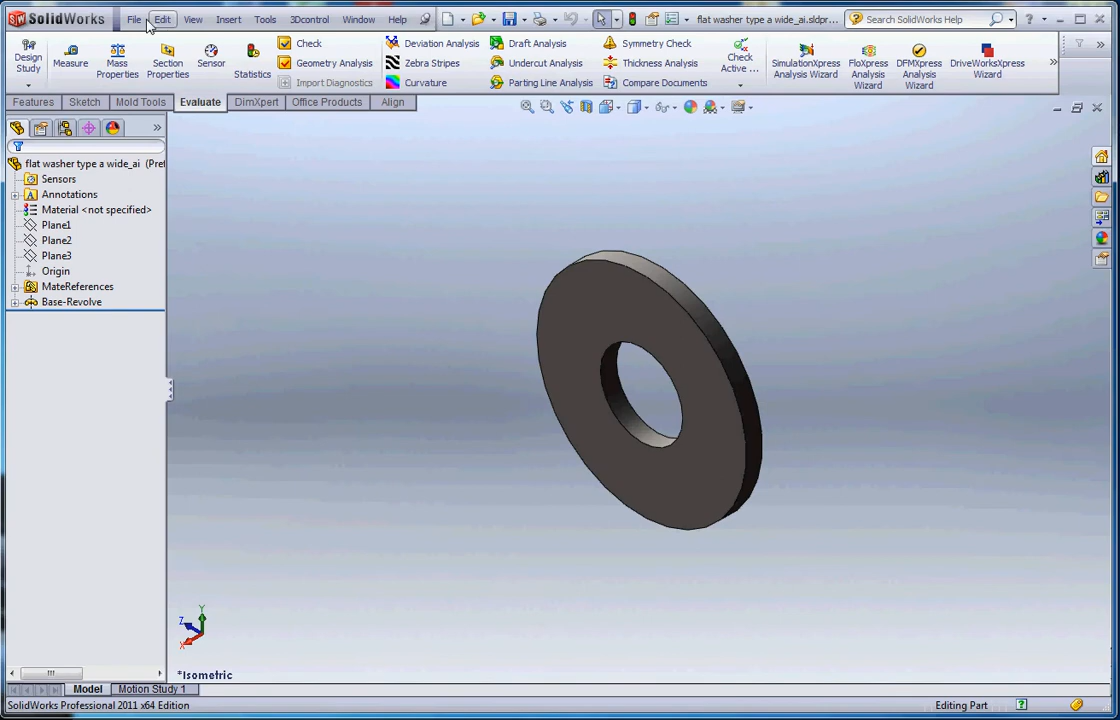 SW SolidWorks File Edit View Insert Tools 3Dcontrol Window Help flat washer type a wide_ai.sldpr... Search SolidWorks Help
Design Study
Measure
Mass Properties
Section Properties
Sensor
Statistics
Check
Geometry Analysis
Import Diagnostics
Deviation Analysis
Zebra Stripes
Curvature
Draft Analysis
Undercut Analysis
Parting Line Analysis
Symmetry Check
Thickness Analysis
Compare Documents
Check Active ...
SimulationXpress Analysis Wizard
FloXpress Analysis Wizard
DFMXpress Analysis Wizard
DriveWorksXpress Wizard
Features Sketch Mold Tools Evaluate DimXpert Office Products Align
flat washer type a wide_ai (Pref
Sensors
A Annotations
Material <not specified>
Plane1
Plane2
Plane3
Origin
MateReferences
Base-Revolve
Y
Z
X
*Isometric
Model Motion Study 1
SolidWorks Professional 2011 x64 Edition Editing Part